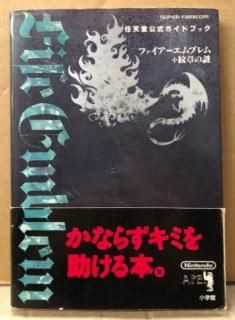 SUPER FAMICOM
任天堂公式ガイドブック
ファイアーエムブレム
+紋章の謎
Fire Emblem
かならずキミを
助ける本。
Nintendo
APE
小学館